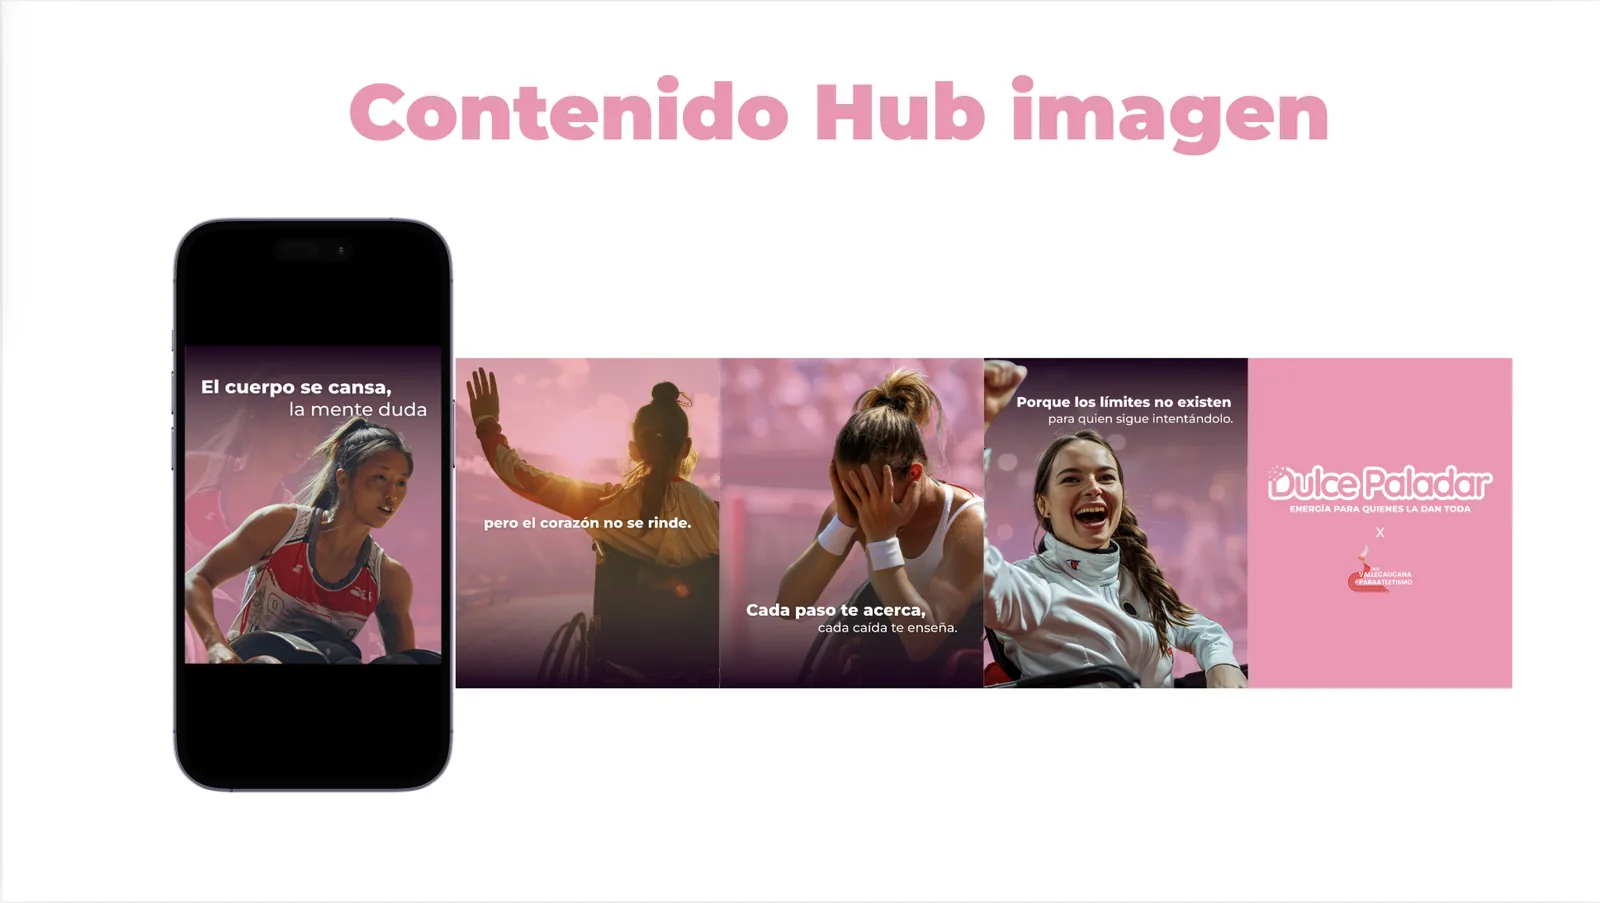 Contenido Hub imagen
El cuerpo se cansa,
la mente duda
pero el corazón no se rinde.
Cada paso te acerca,
cada caída te enseña.
Porque los límites no existen
para quien sigue intentándolo.
Dulce Paladar
ENERGÍA PARA QUIENES LA DAN TODA
X
VALLECAUCANA
PARAATLETISMO